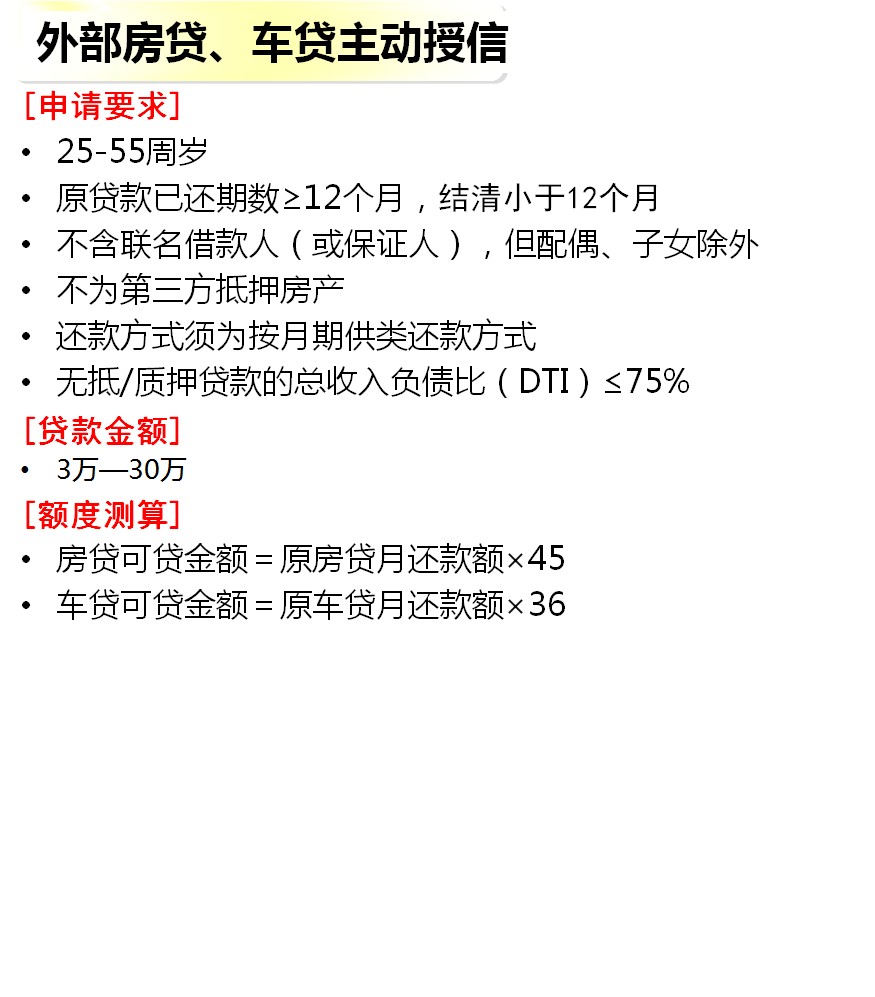 外部房贷、车贷主动授信
[申请要求]
• 25-55周岁
• 原贷款已还期数≥12个月，结清小于12个月
• 不含联名借款人（或保证人），但配偶、子女除外
• 不为第三方抵押房产
• 还款方式须为按月期供类还款方式
• 无抵/质押贷款的总收入负债比（DTI）≤75%
[贷款金额]
• 3万—30万
[额度测算]
• 房贷可贷金额＝原房贷月还款额×45
• 车贷可贷金额＝原车贷月还款额×36